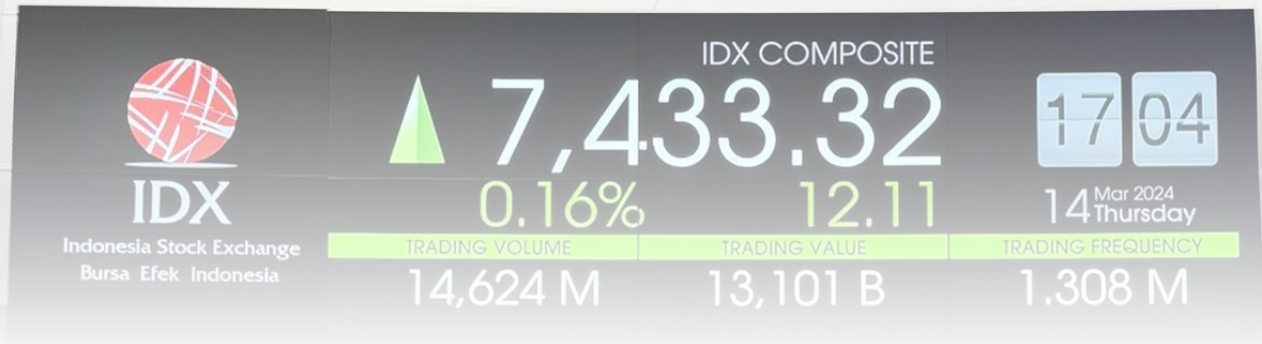 IDX
Indonesia Stock Exchange
Bursa Efek Indonesia
IDX COMPOSITE
7,433.32
0.16% 12.11
17 04
14 Mar 2024
Thursday
TRADING VOLUME TRADING VALUE TRADING FREQUENCY
14,624 M 13,101 B 1.308 M